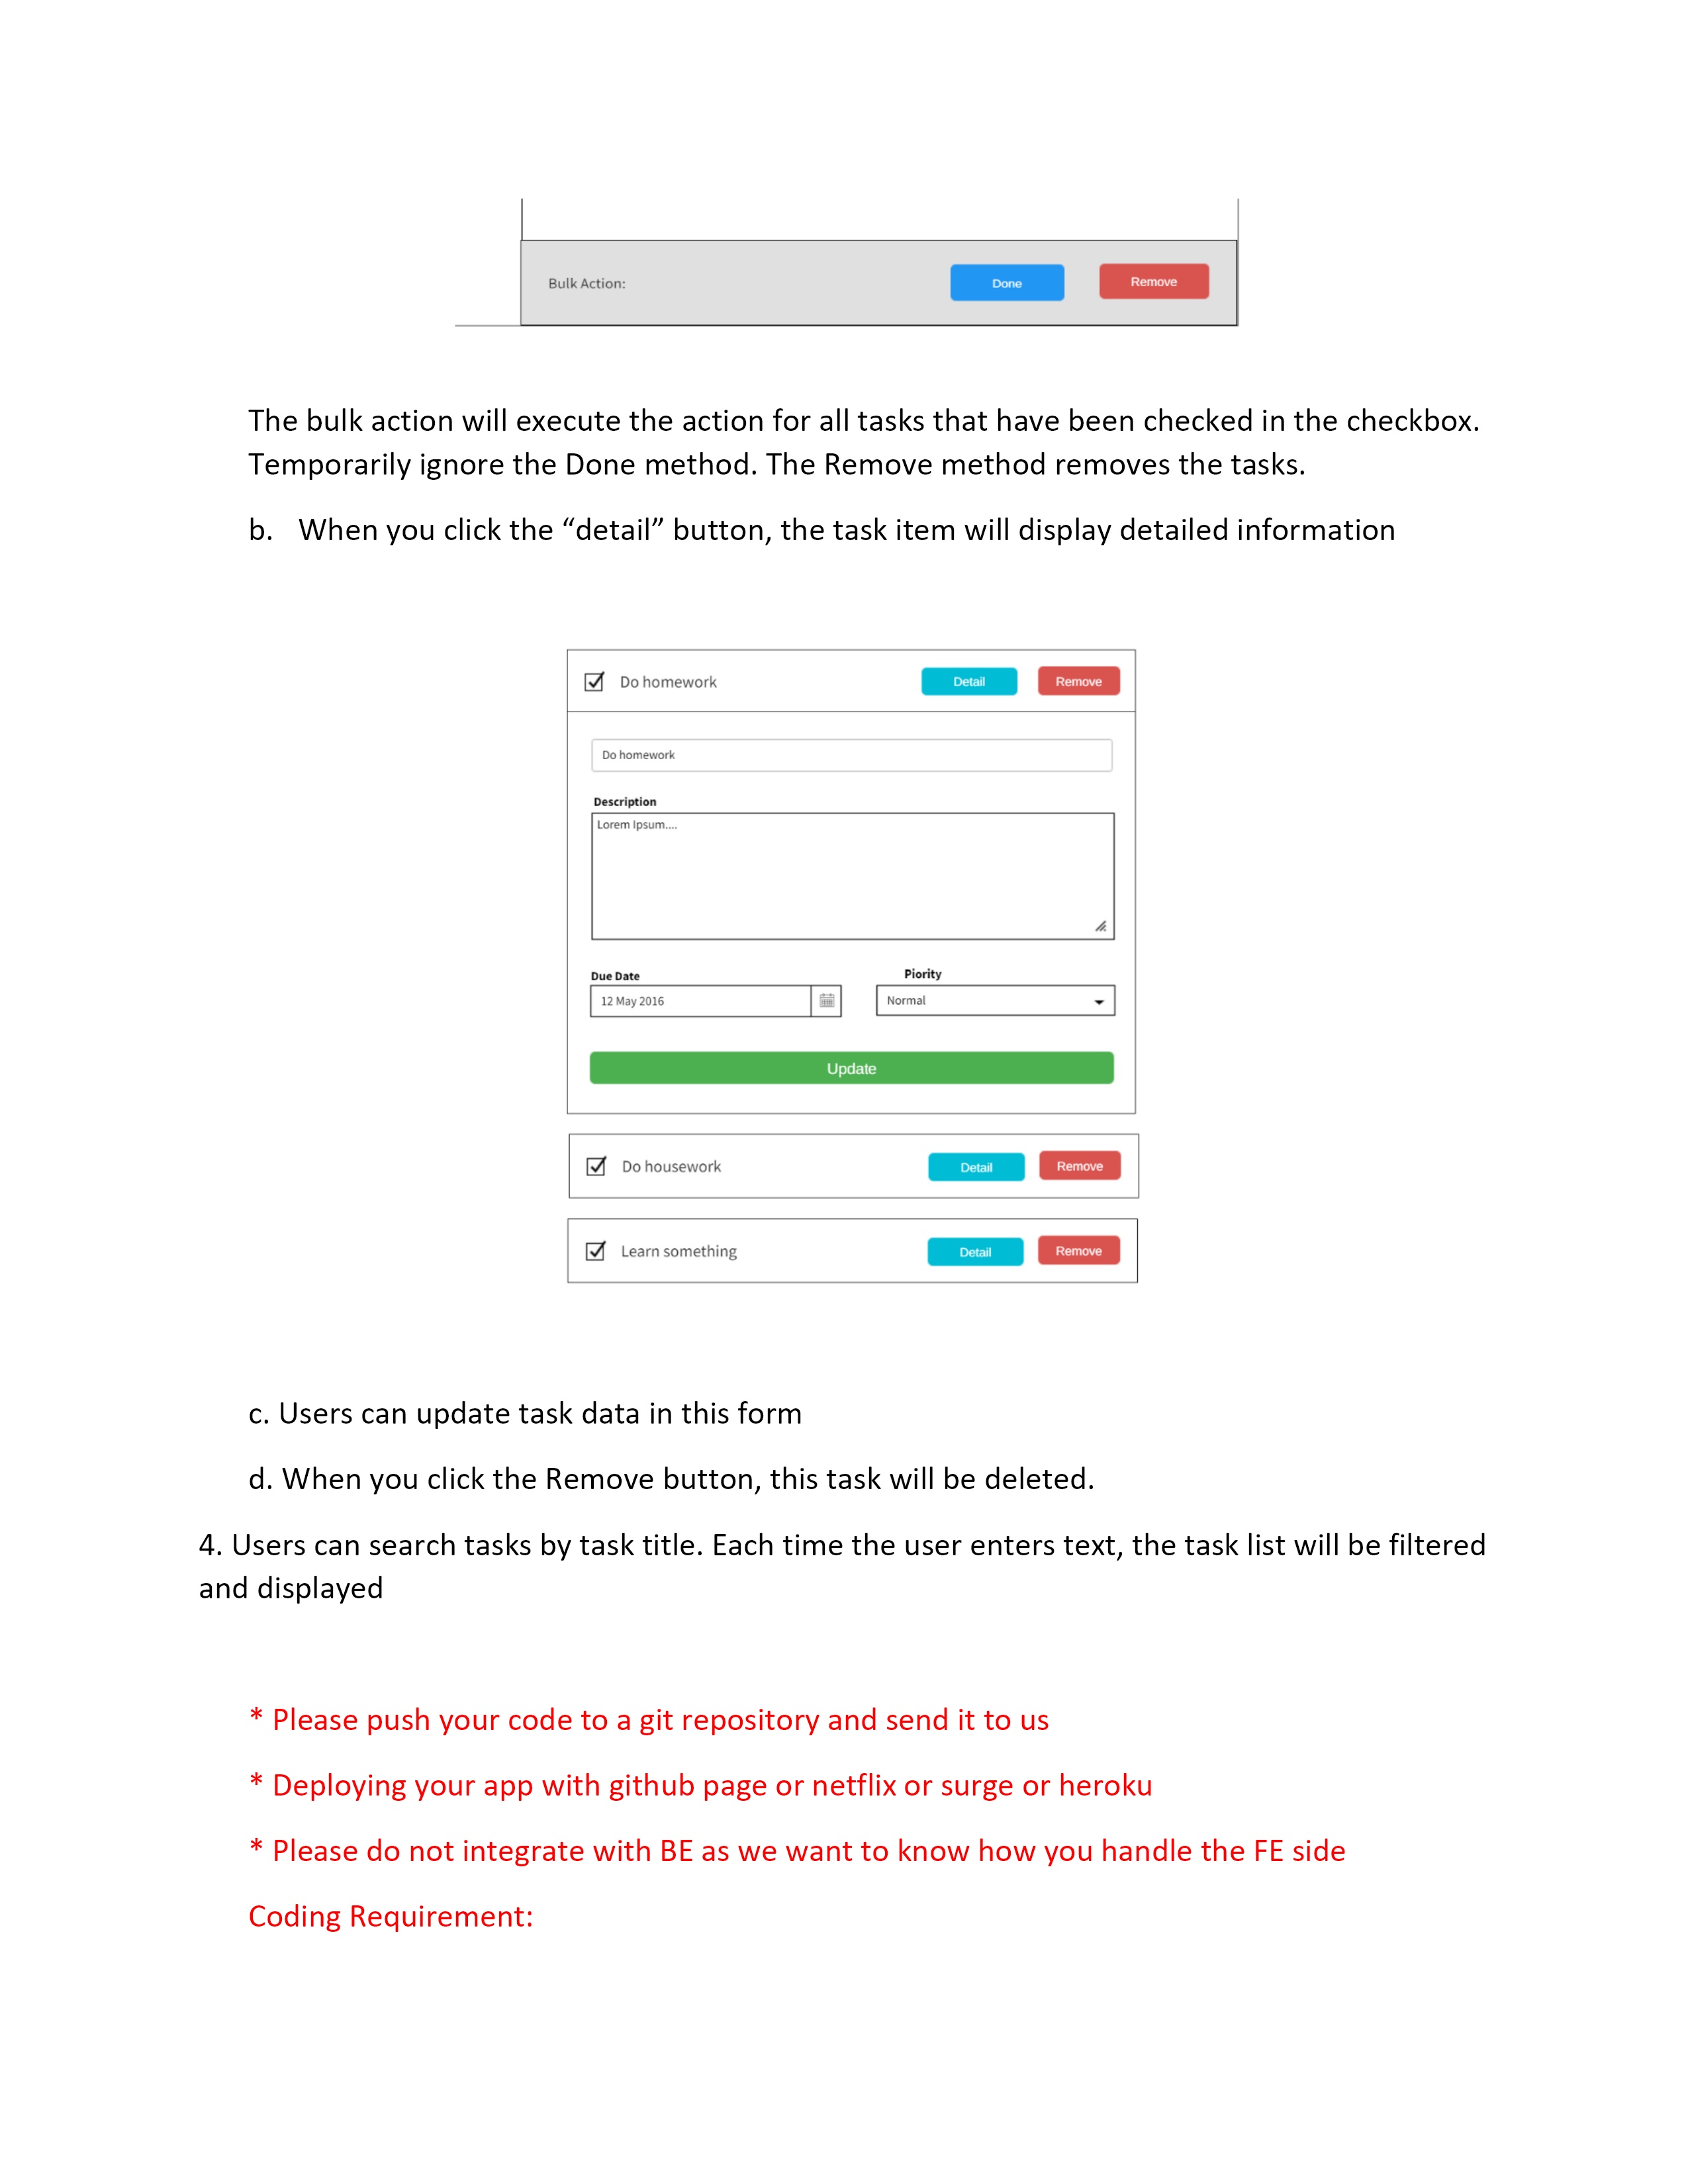 Bulk Action: Done Remove
The bulk action will execute the action for all tasks that have been checked in the checkbox.
Temporarily ignore the Done method. The Remove method removes the tasks.
b. When you click the “detail” button, the task item will display detailed information
Do homework Detail Remove
Do homework
Description
Lorem Ipsum....
Due Date Piority
12 May 2016 Normal
Update
Do housework Detail Remove
Learn something Detail Remove
c. Users can update task data in this form
d. When you click the Remove button, this task will be deleted.
4. Users can search tasks by task title. Each time the user enters text, the task list will be filtered
and displayed
* Please push your code to a git repository and send it to us
* Deploying your app with github page or netflix or surge or heroku
* Please do not integrate with BE as we want to know how you handle the FE side
Coding Requirement: